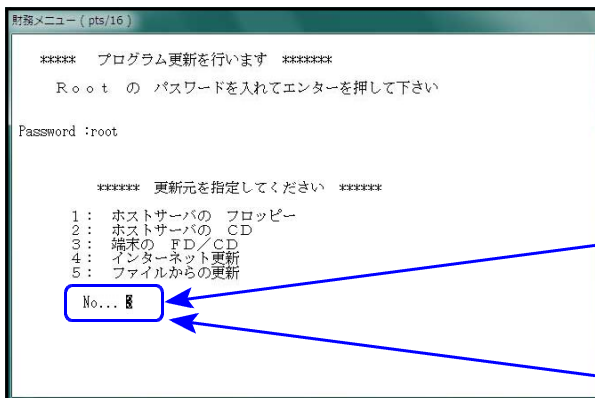 財務メニュー ( pts/16 )
***** プログラム更新を行います *******
Ｒｏｏｔ の パスワードを入れてエンターを押して下さい
Password :root
****** 更新元を指定してください ******
１： ホストサーバの フロッピー
２： ホストサーバの ＣＤ
３： 端末の ＦＤ／ＣＤ
４： インターネット更新
５： ファイルからの更新
No...